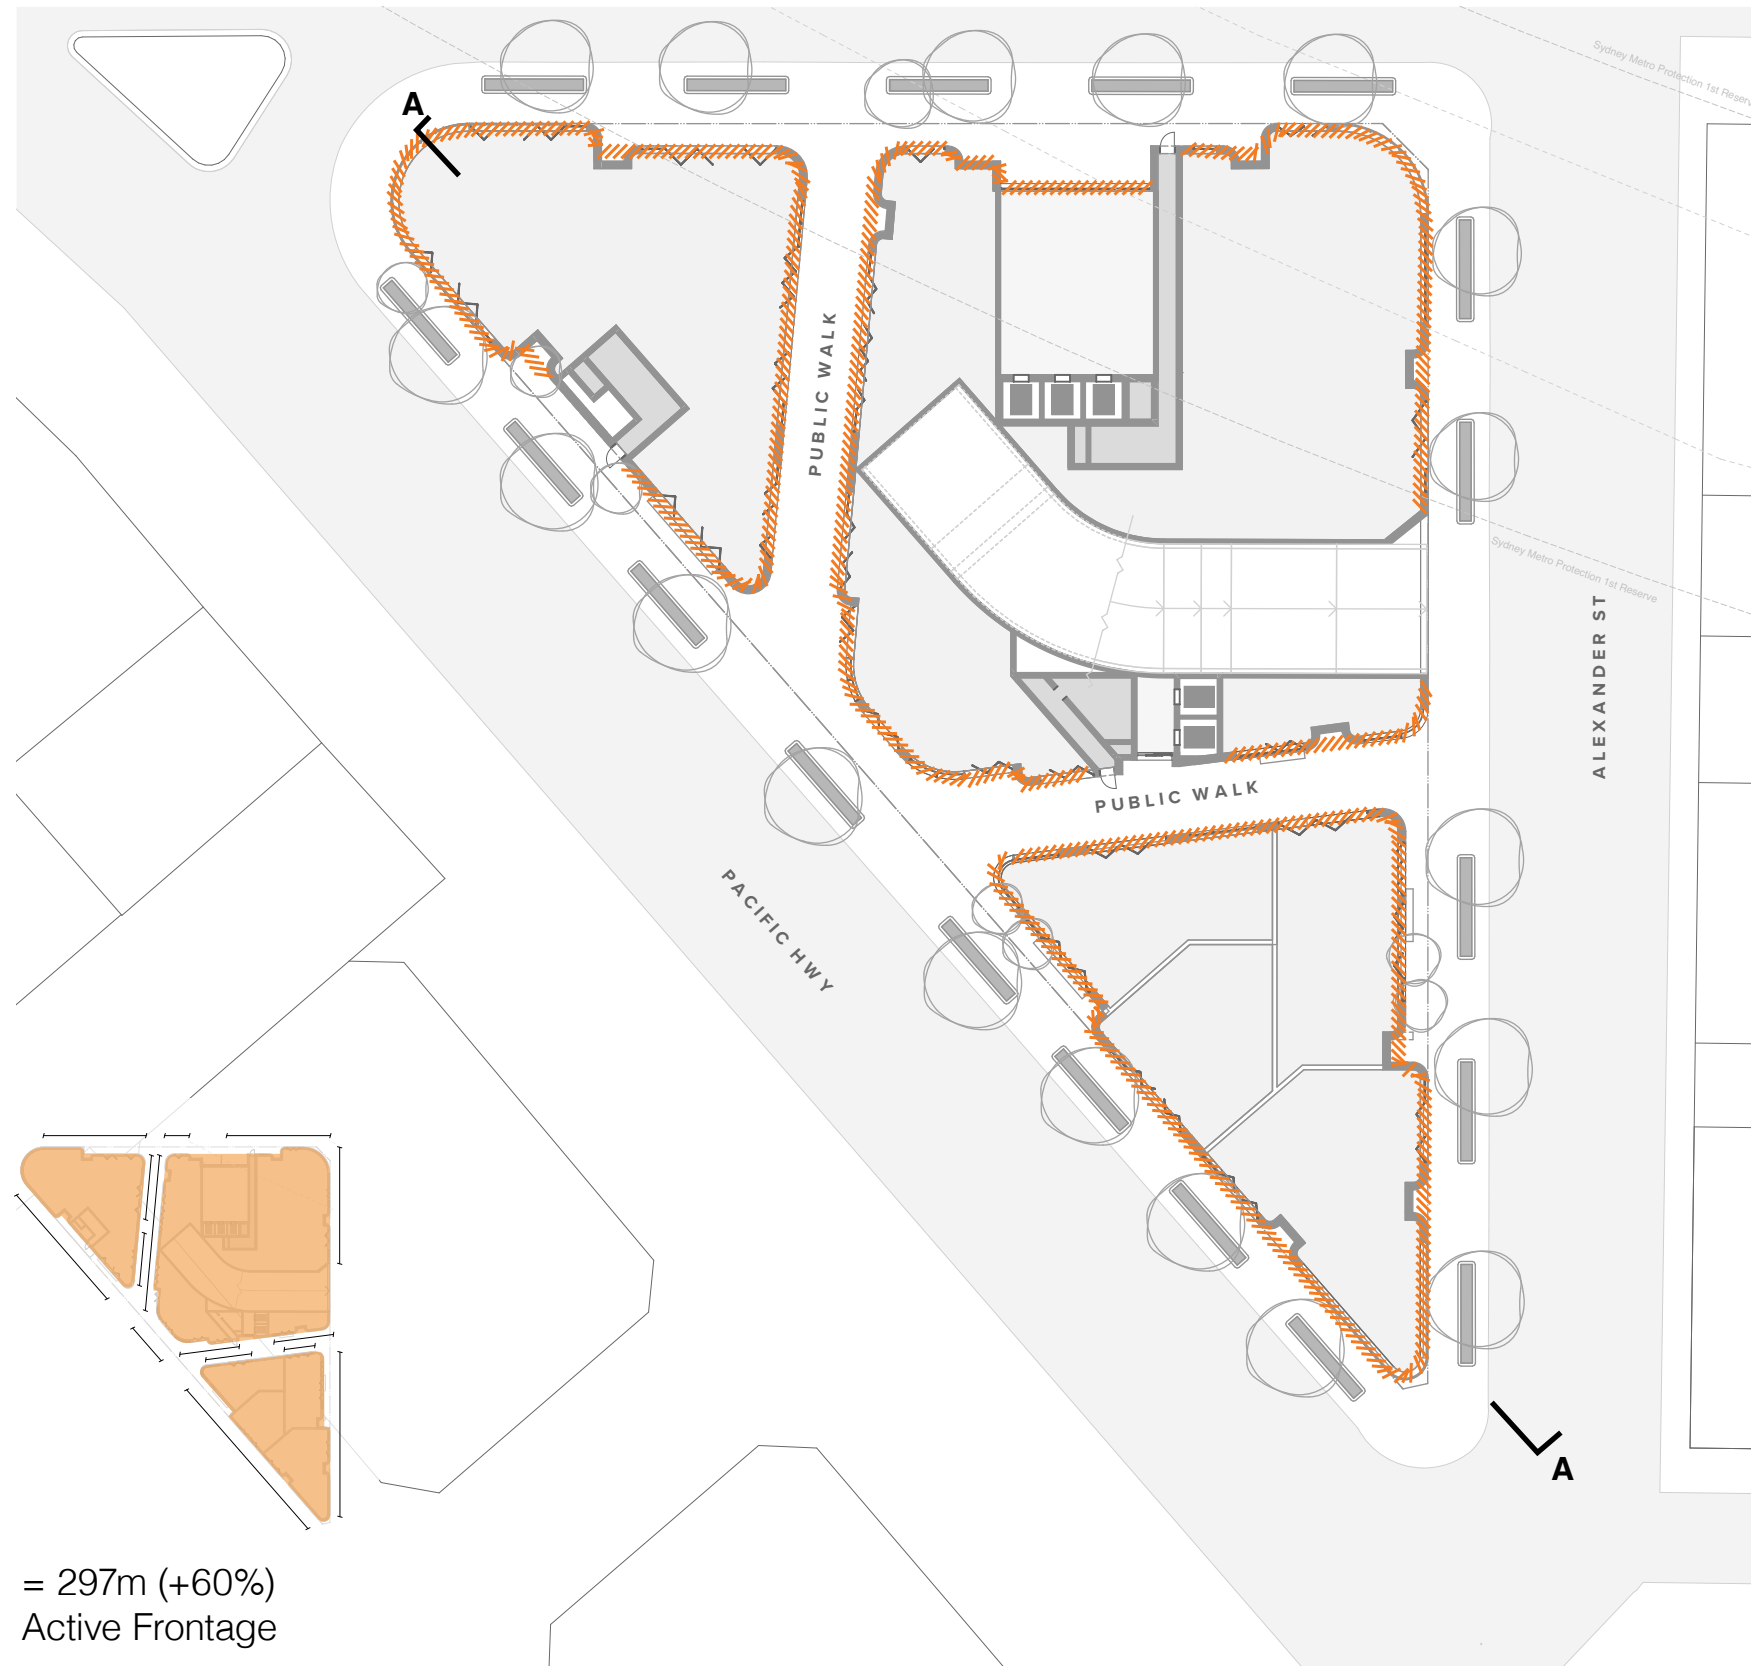 Sydney Metro Protection 1st Reserve
A
PUBLIC WALK
Sydney Metro Protection 1st Reserve
ALEXANDER ST
PUBLIC WALK
PACIFIC HWY
A
= 297m (+60%)
Active Frontage